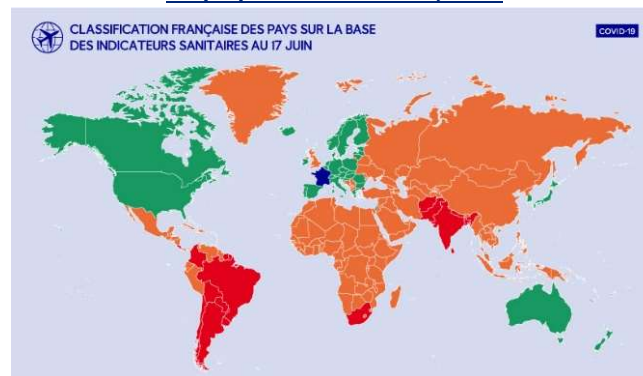 CLASSIFICATION FRANÇAISE DES PAYS SUR LA BASE
DES INDICATEURS SANITAIRES AU 17 JUIN
COVID-19